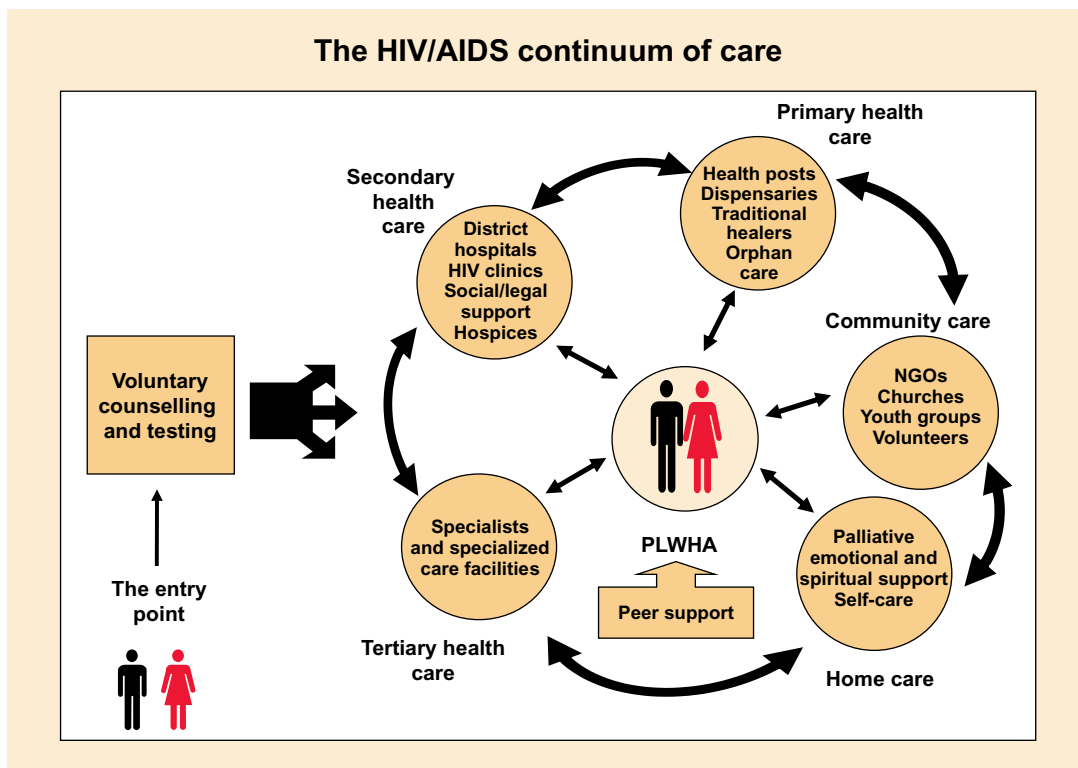 The HIV/AIDS continuum of care
Primary health
care
Health posts
Dispensaries
Traditional
healers
Orphan
care
Secondary
health
care
District
hospitals
HIV clinics
Social/legal
support
Hospices
Community care
NGOs
Churches
Youth groups
Volunteers
Voluntary
counselling
and testing
The entry
point
Specialists
and specialized
care facilities
Tertiary health
care
PLWHA
Peer support
Palliative
emotional and
spiritual support
Self-care
Home care